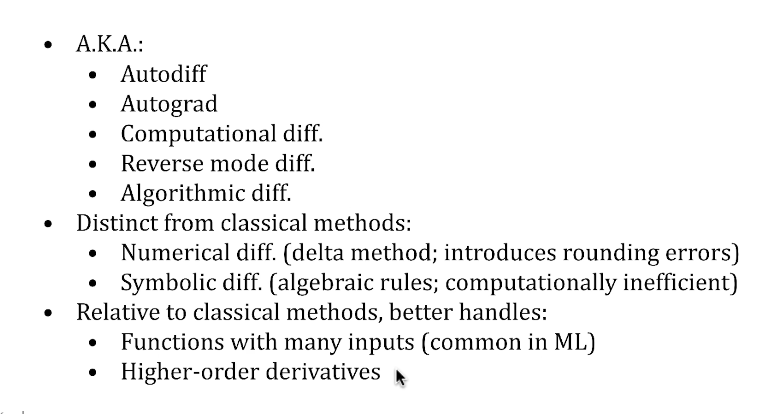 • A.K.A.:
• Autodiff
• Autograd
• Computational diff.
• Reverse mode diff.
• Algorithmic diff.
• Distinct from classical methods:
• Numerical diff. (delta method; introduces rounding errors)
• Symbolic diff. (algebraic rules; computationally inefficient)
• Relative to classical methods, better handles:
• Functions with many inputs (common in ML)
• Higher-order derivatives